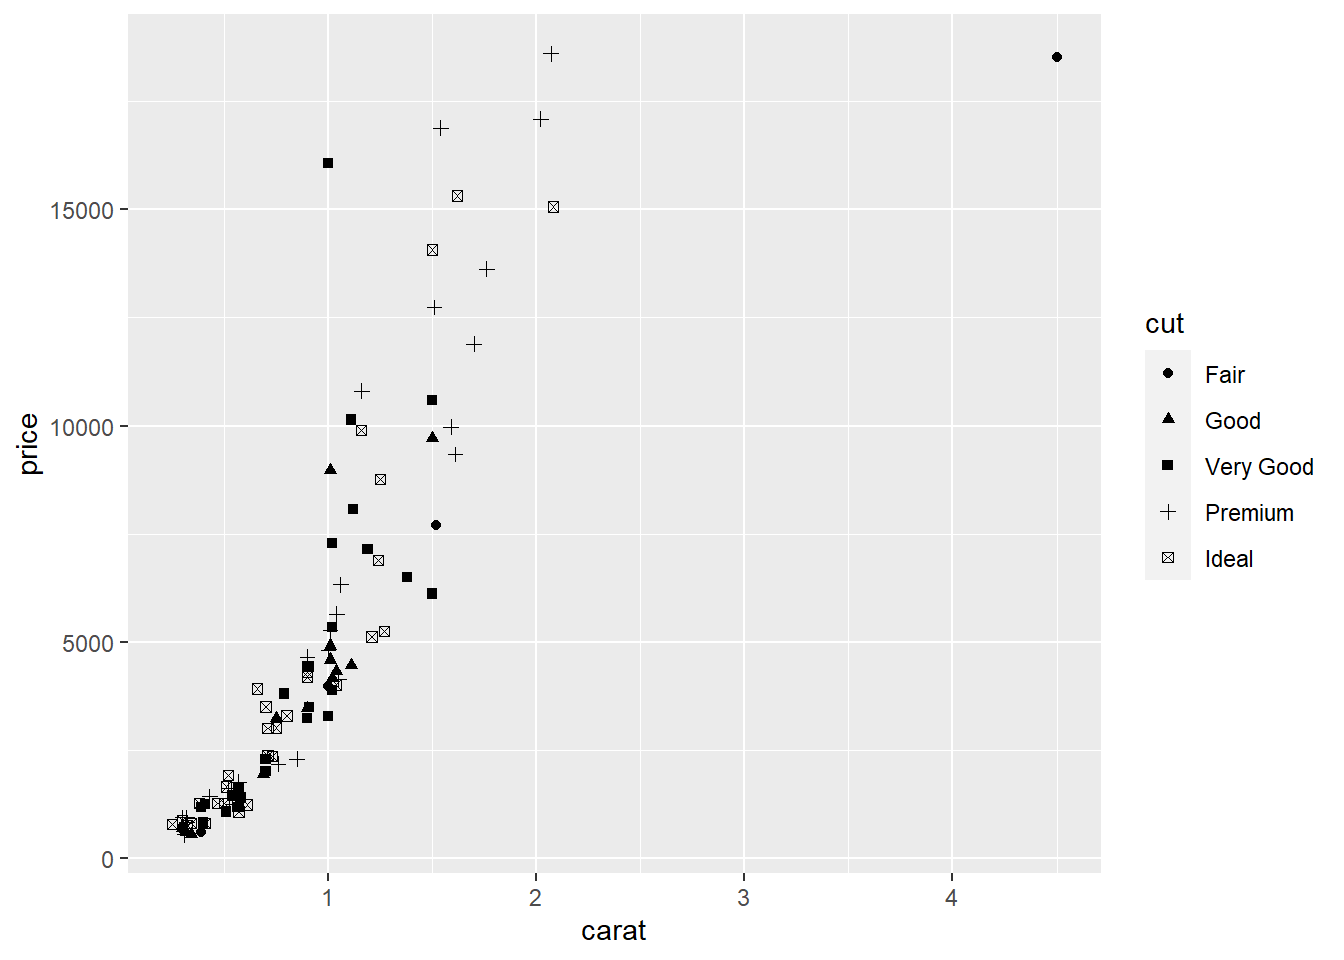 15000
10000
5000
0
price
1
2
3
4
carat
cut
Fair
Good
Very Good
Premium
Ideal